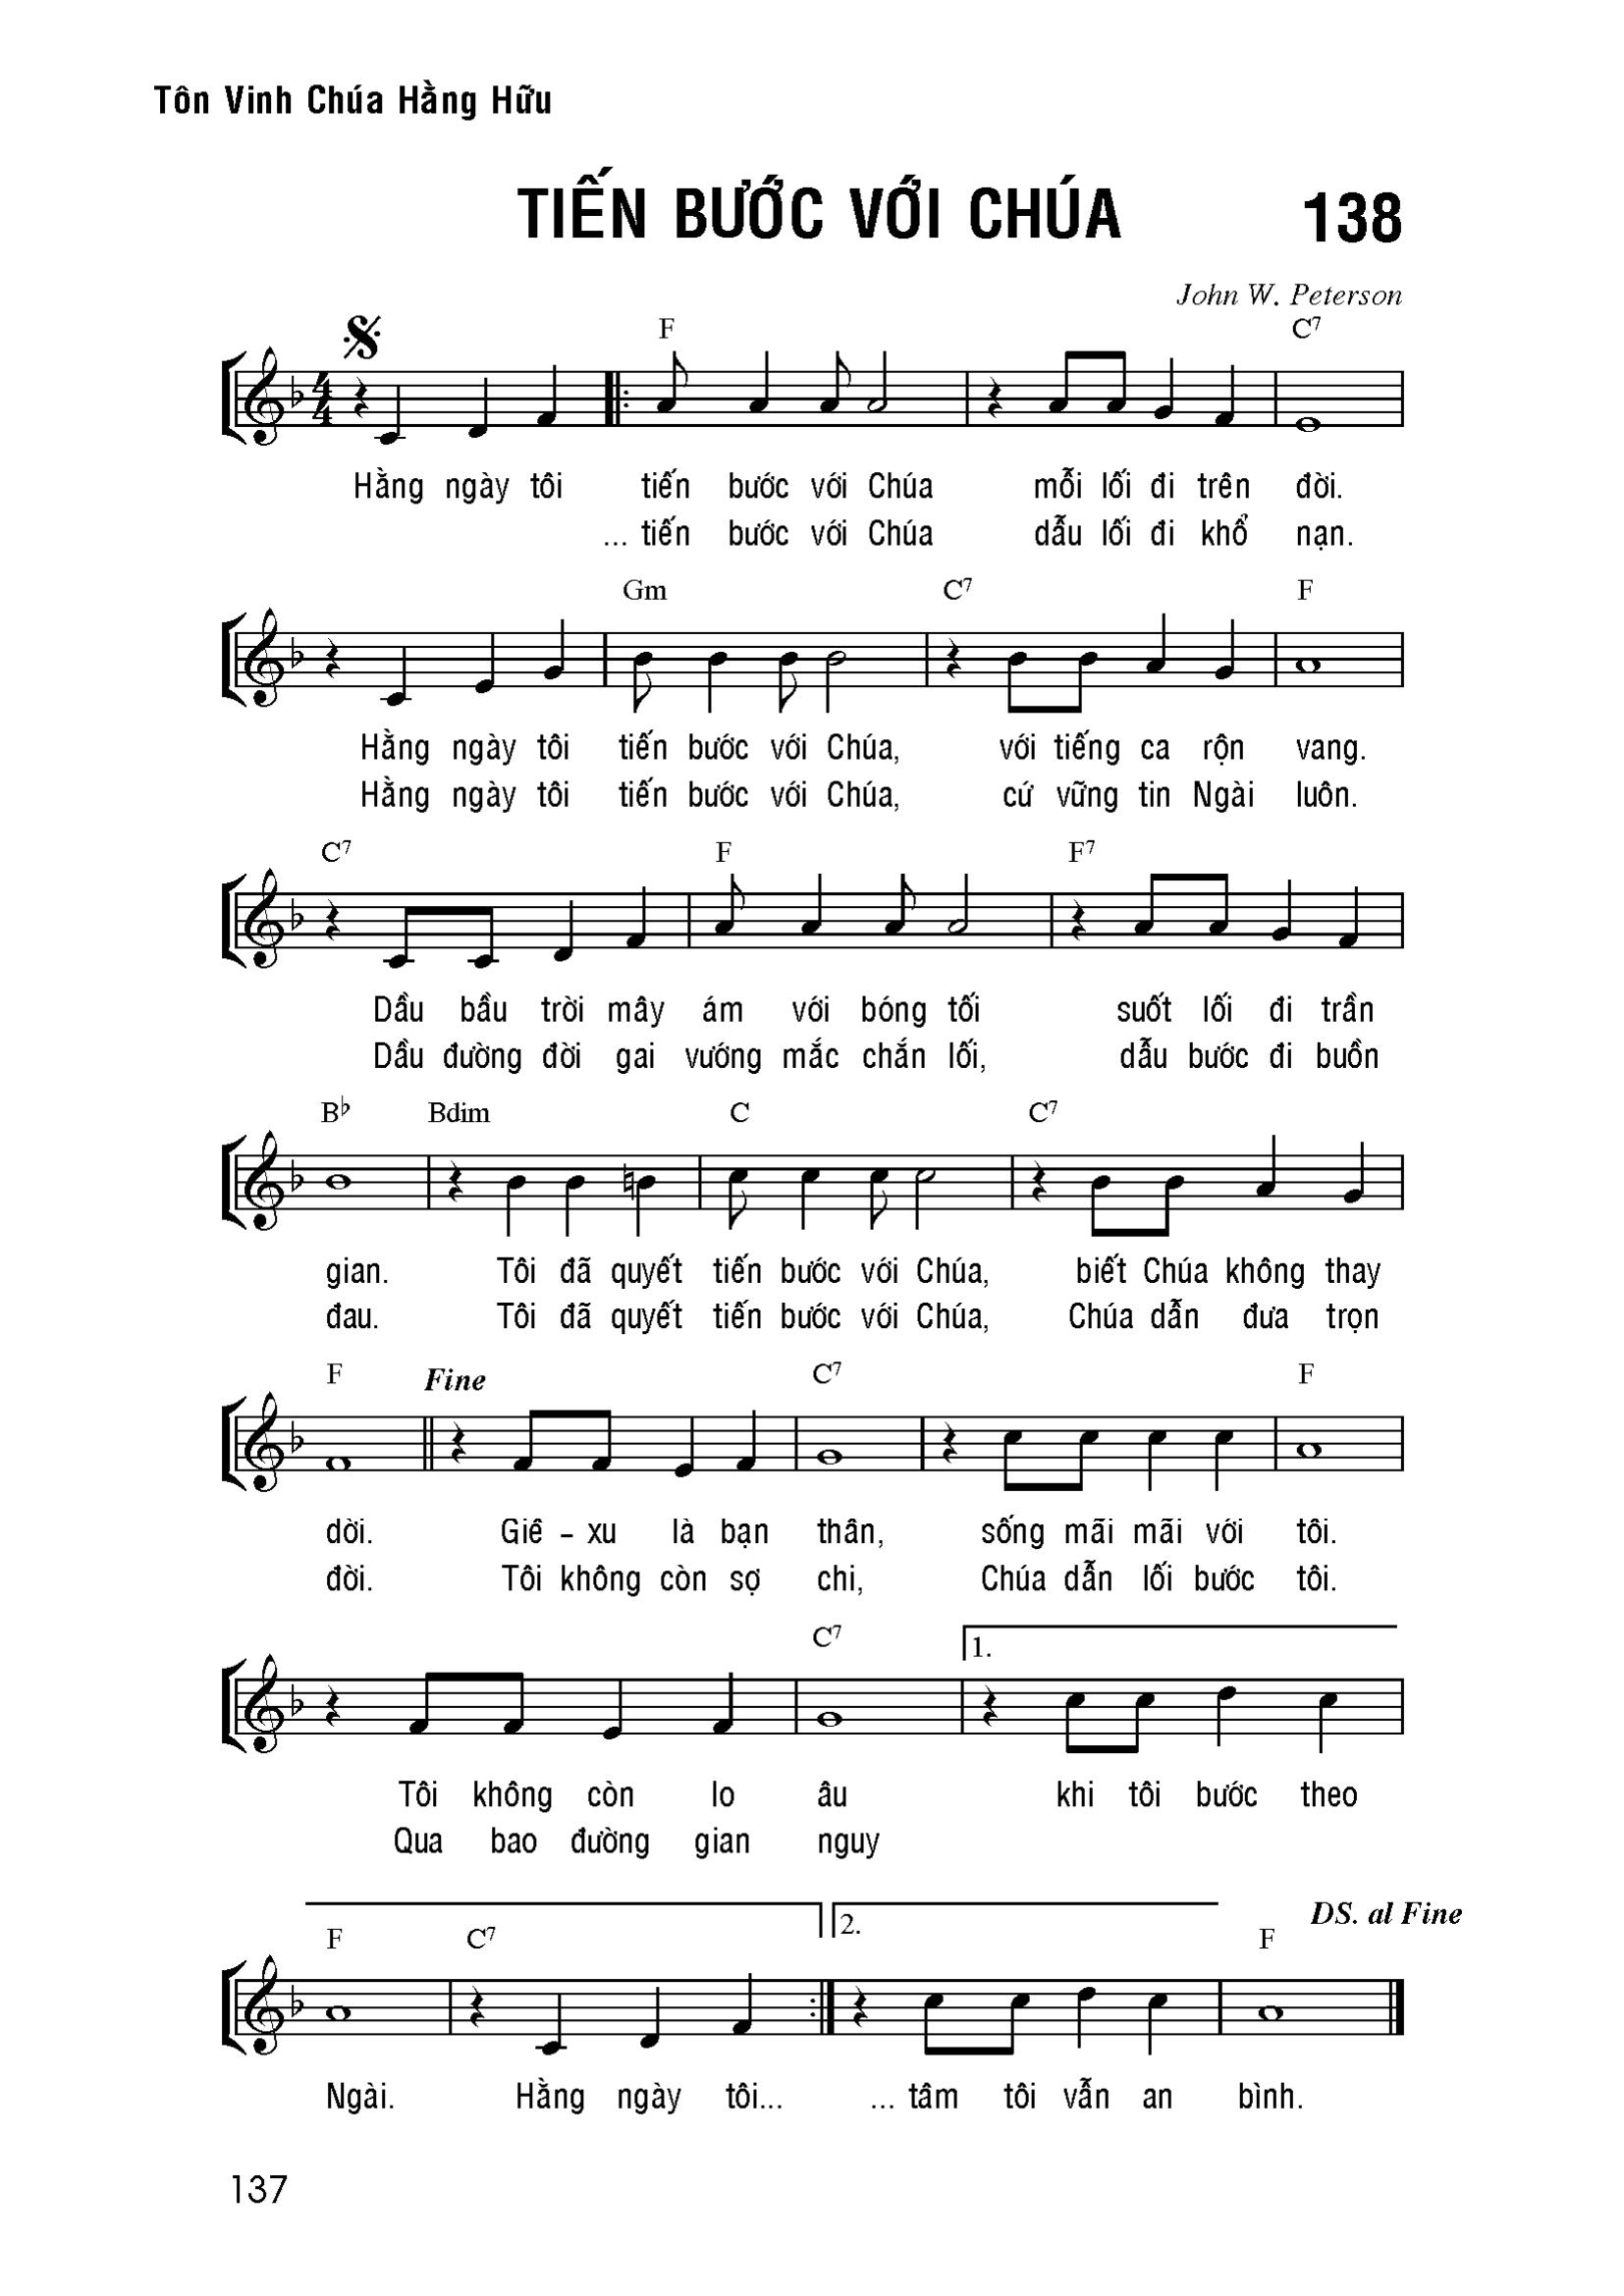 Tôn Vinh Chúa Hằng Hữu
TIẾN BƯỚC VỚI CHÚA 138
John W. Peterson
F C7
Hằng ngày tôi tiến bước với Chúa mỗi lối đi trên đời.
... tiến bước với Chúa dẫu lối đi khổ nạn.
Gm C7 F
Hằng ngày tôi tiến bước với Chúa, với tiếng ca rộn vang.
Hằng ngày tôi tiến bước với Chúa, cứ vững tin Ngài luôn.
C7 F F7
Dầu bầu trời mây ám với bóng tối suốt lối đi trần
Dầu đường đời gai vướng mắc chắn lối, dẫu bước đi buồn
B♭ Bdim C C7
gian. Tôi đã quyết tiến bước với Chúa, biết Chúa không thay
đau. Tôi đã quyết tiến bước với Chúa, Chúa dẫn đưa trọn
F Fine C7 F
dời. Giê - xu là bạn thân, sống mãi mãi với tôi.
đời. Tôi không còn sợ chi, Chúa dẫn lối bước tôi.
C7 1.
Tôi không còn lo âu khi tôi bước theo
Qua bao đường gian nguy
F C7 2. F DS. al Fine
Ngài. Hằng ngày tôi... ... tâm tôi vẫn an bình.
137